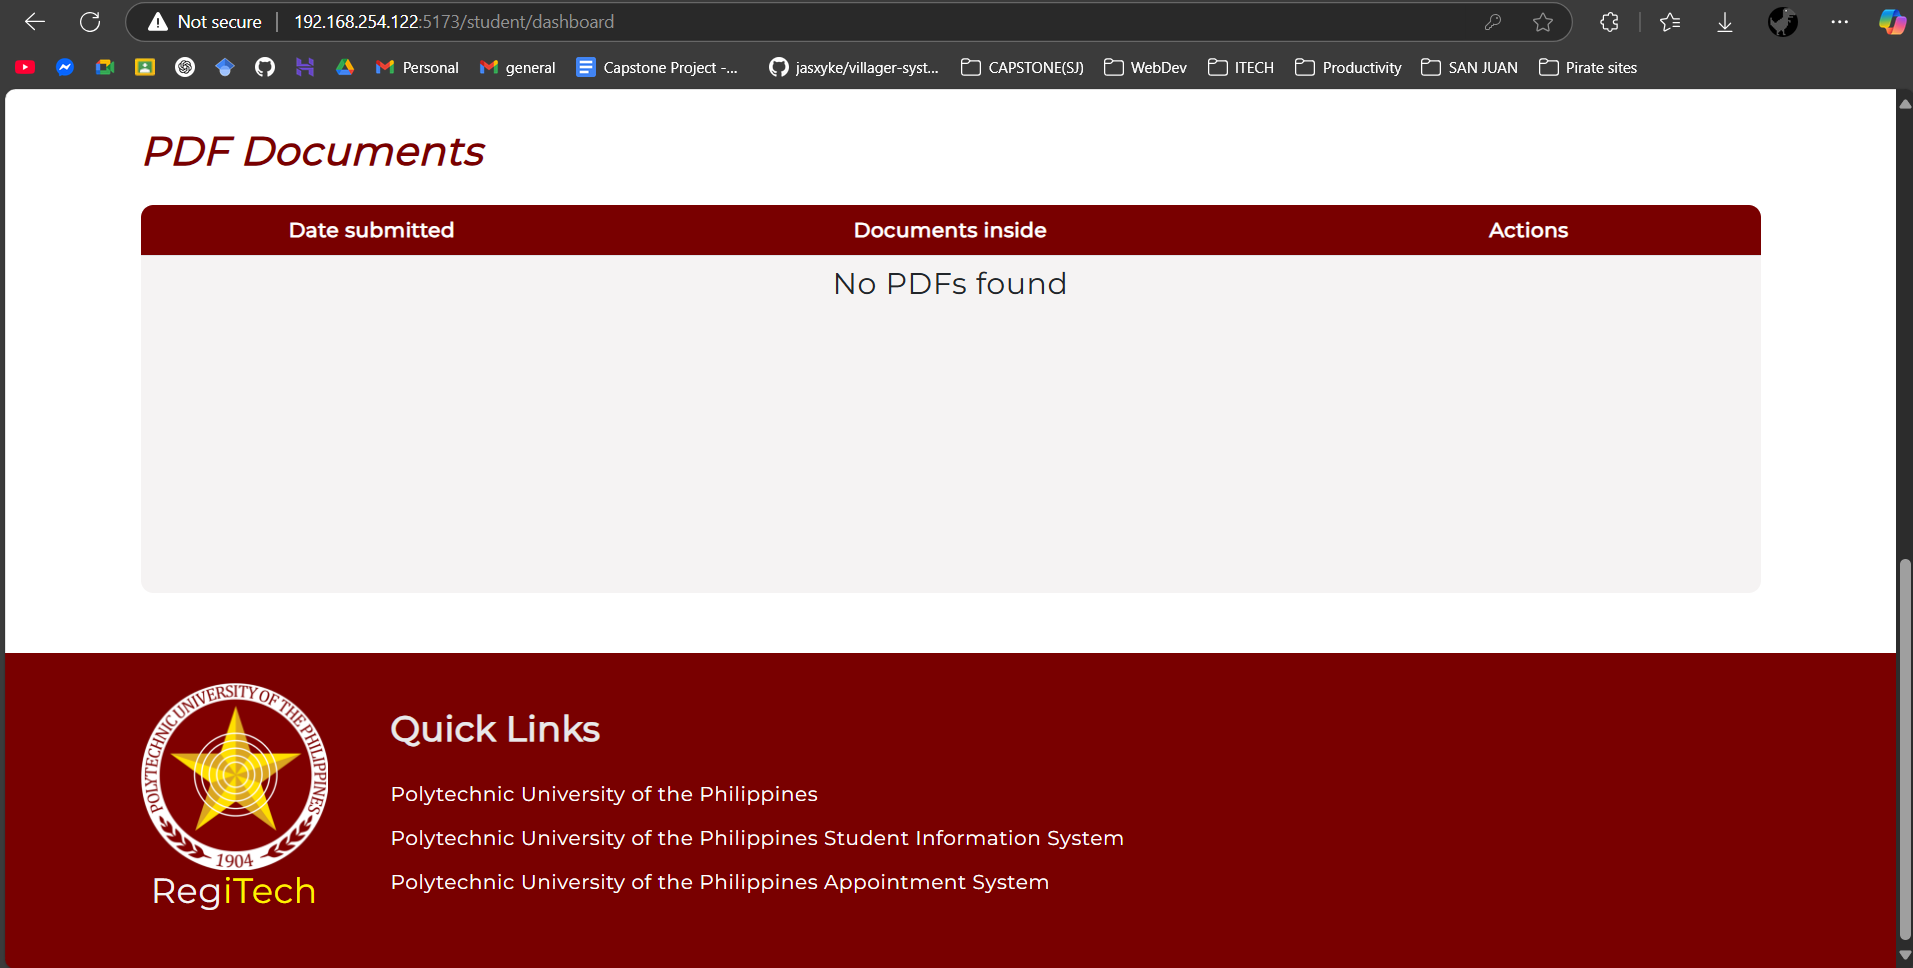 Not secure
192.168.254.122:5173/student/dashboard
Personal
general
Capstone Project -...
jasxyke/villager-syst...
CAPSTONE(SJ)
WebDev
ITECH
Productivity
SAN JUAN
Pirate sites
PDF Documents
Date submitted Documents inside Actions
No PDFs found
POLYTECHNIC UNIVERSITY OF THE PHILIPPINES
1904
RegiTech
Quick Links
Polytechnic University of the Philippines
Polytechnic University of the Philippines Student Information System
Polytechnic University of the Philippines Appointment System